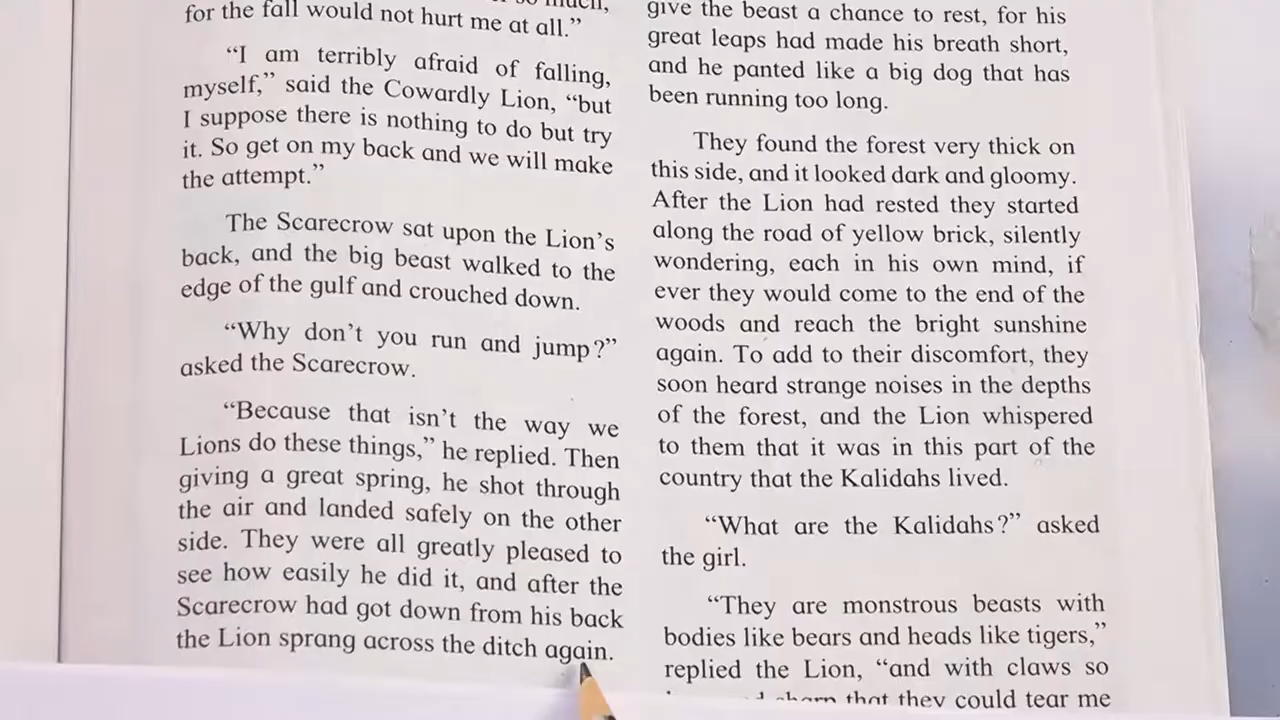 much,
for the fall would not hurt me at all.”
“I am terribly afraid of falling,
myself,” said the Cowardly Lion, “but
I suppose there is nothing to do but try
it. So get on my back and we will make
the attempt.”
The Scarecrow sat upon the Lion’s
back, and the big beast walked to the
edge of the gulf and crouched down.
“Why don’t you run and jump?”
asked the Scarecrow.
“Because that isn’t the way we
Lions do these things,” he replied. Then
giving a great spring, he shot through
the air and landed safely on the other
side. They were all greatly pleased to
see how easily he did it, and after the
Scarecrow had got down from his back
the Lion sprang across the ditch again.
give the beast a chance to rest, for his
great leaps had made his breath short,
and he panted like a big dog that has
been running too long.
They found the forest very thick on
this side, and it looked dark and gloomy.
After the Lion had rested they started
along the road of yellow brick, silently
wondering, each in his own mind, if
ever they would come to the end of the
woods and reach the bright sunshine
again. To add to their discomfort, they
soon heard strange noises in the depths
of the forest, and the Lion whispered
to them that it was in this part of the
country that the Kalidahs lived.
“What are the Kalidahs?” asked
the girl.
“They are monstrous beasts with
bodies like bears and heads like tigers,”
replied the Lion, “and with claws so
sharp that they could tear me